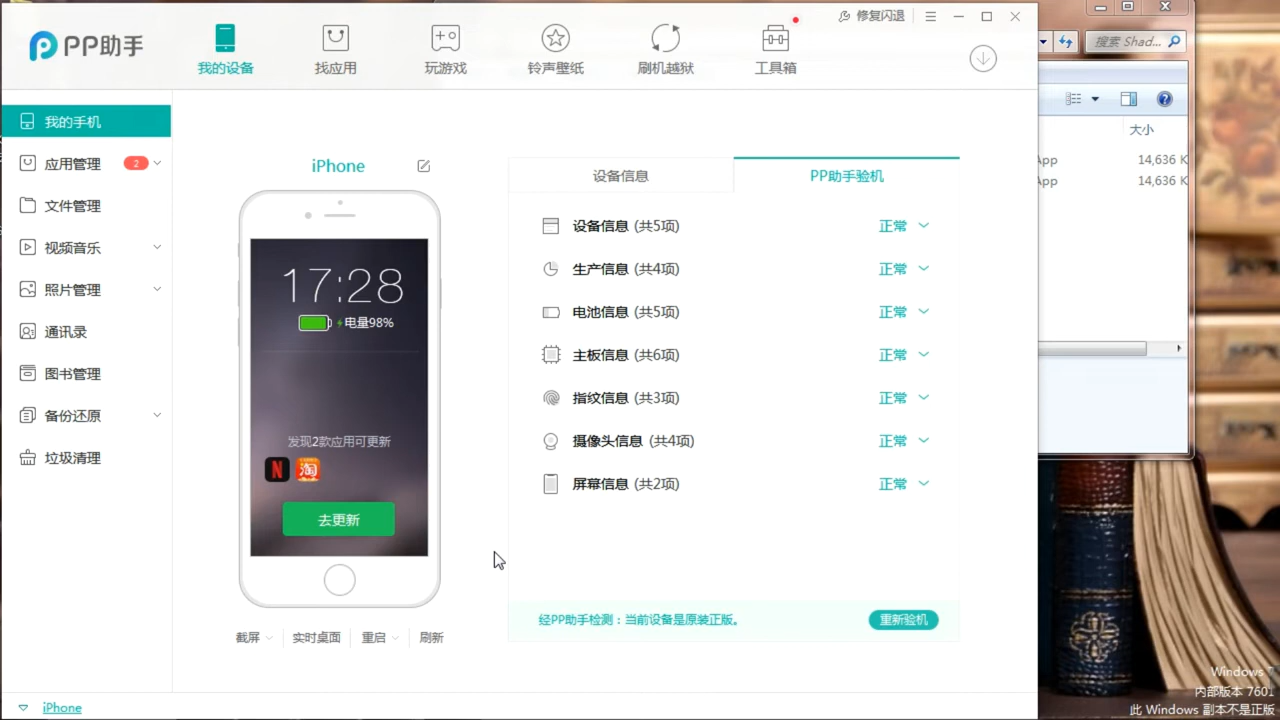 修复闪退
PP助手
我的设备
找应用
玩游戏
铃声壁纸
刷机越狱
工具箱
搜索 Shad...
我的手机
应用管理 2
文件管理
视频音乐
照片管理
通讯录
图书管理
备份还原
垃圾清理
iPhone
17:28
电量98%
发现2款应用可更新
N
淘
去更新
截屏
实时桌面
重启
刷新
设备信息
PP助手验机
设备信息 (共5项) 正常
生产信息 (共4项) 正常
电池信息 (共5项) 正常
主板信息 (共6项) 正常
指纹信息 (共3项) 正常
摄像头信息 (共4项) 正常
屏幕信息 (共2项) 正常
经PP助手检测：当前设备是原装正版。
重新验机
大小
App 14,636 K
App 14,636 K
iPhone
Windows 7
内部版本 7601
此 Windows 副本不是正版